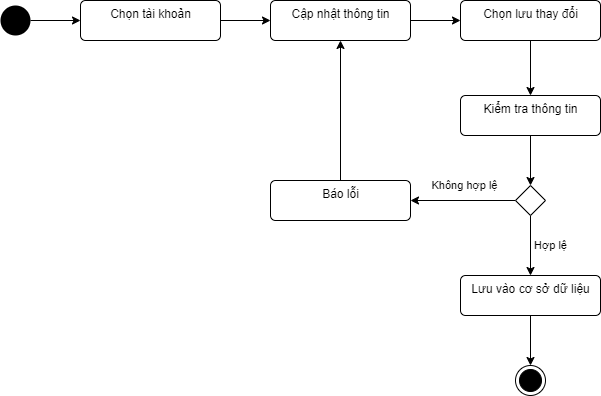 Chọn tài khoản
Cập nhật thông tin
Chọn lưu thay đổi
Kiểm tra thông tin
Không hợp lệ
Báo lỗi
Hợp lệ
Lưu vào cơ sở dữ liệu